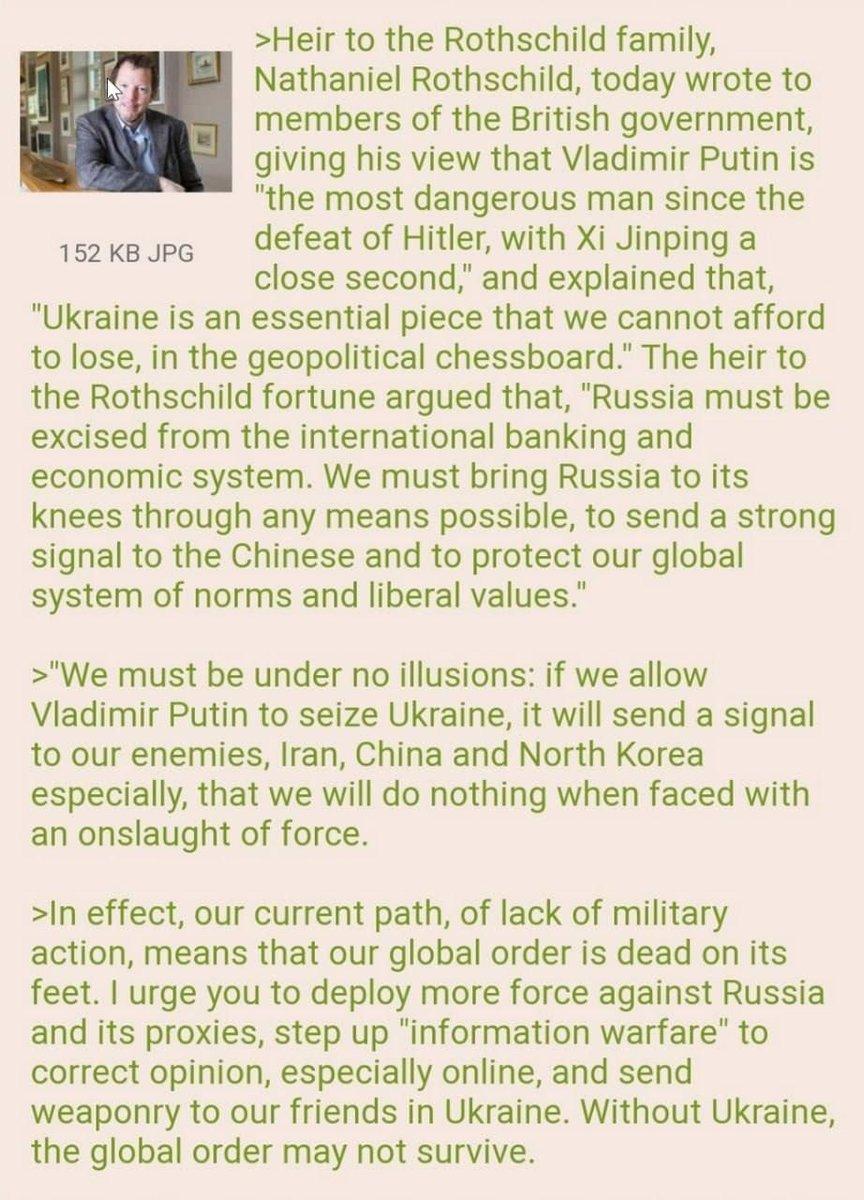 >Heir to the Rothschild family,
Nathaniel Rothschild, today wrote to
members of the British government,
giving his view that Vladimir Putin is
"the most dangerous man since the
defeat of Hitler, with Xi Jinping a
close second," and explained that,
152 KB JPG
"Ukraine is an essential piece that we cannot afford
to lose, in the geopolitical chessboard." The heir to
the Rothschild fortune argued that, "Russia must be
excised from the international banking and
economic system. We must bring Russia to its
knees through any means possible, to send a strong
signal to the Chinese and to protect our global
system of norms and liberal values."
>"We must be under no illusions: if we allow
Vladimir Putin to seize Ukraine, it will send a signal
to our enemies, Iran, China and North Korea
especially, that we will do nothing when faced with
an onslaught of force.
>In effect, our current path, of lack of military
action, means that our global order is dead on its
feet. I urge you to deploy more force against Russia
and its proxies, step up "information warfare" to
correct opinion, especially online, and send
weaponry to our friends in Ukraine. Without Ukraine,
the global order may not survive.